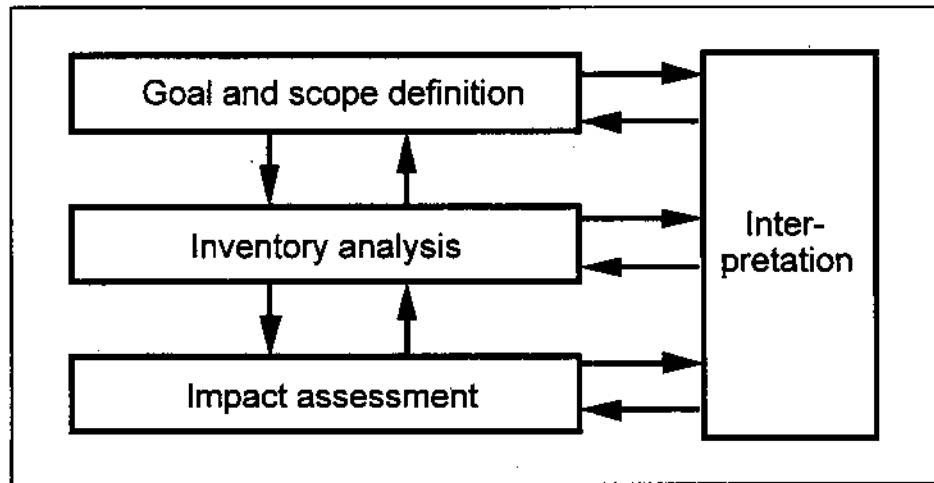 Goal and scope definition
Inventory analysis
Inter-
pretation
Impact assessment